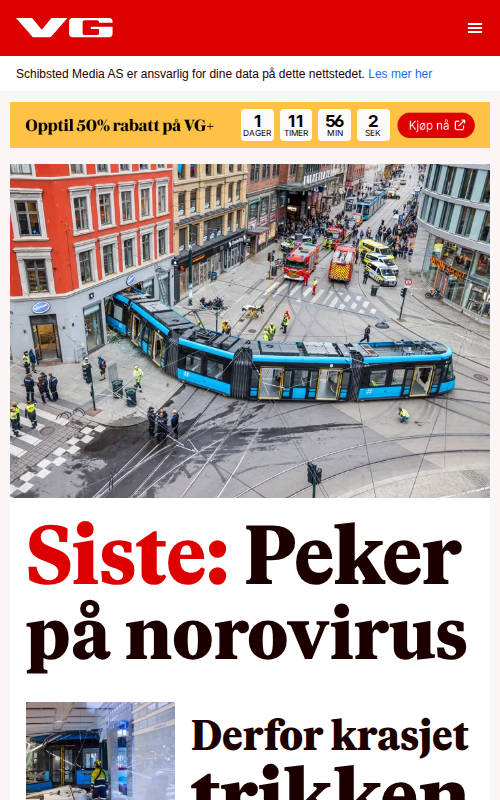 VG
Schibsted Media AS er ansvarlig for dine data på dette nettstedet. Les mer her
Opptil 50% rabatt på VG+
1 11 56 2
DAGER TIMER MIN SEK
Kjøp nå
Siste: Peker
på norovirus
Derfor krasjet
trikken